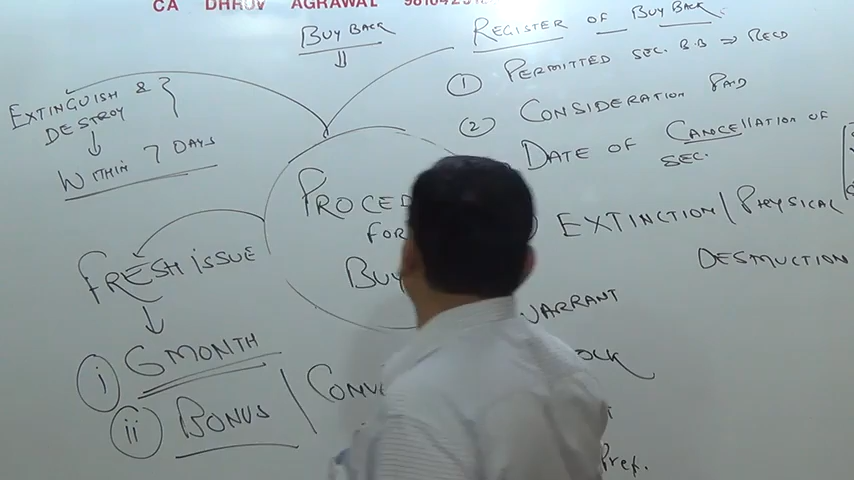 CA DHRUV AGRAWAL
BUY BACK
REGISTER OF BUY BACK
① PERMITTED SEC. B.B ⇒ RECD
② CONSIDERATION PAID
DATE OF CANCELLATION OF SEC.
EXTINCTION / PHYSICAL
DESTRUCTION
EXTINGUISH &
DESTROY
WITHIN 7 DAYS
PROCED
FOR
BUY
FRESH ISSUE
ⓘ 6 MONTH
ⓘⓘ BONUS / CONVE
WARRANT
OCK
Pref.